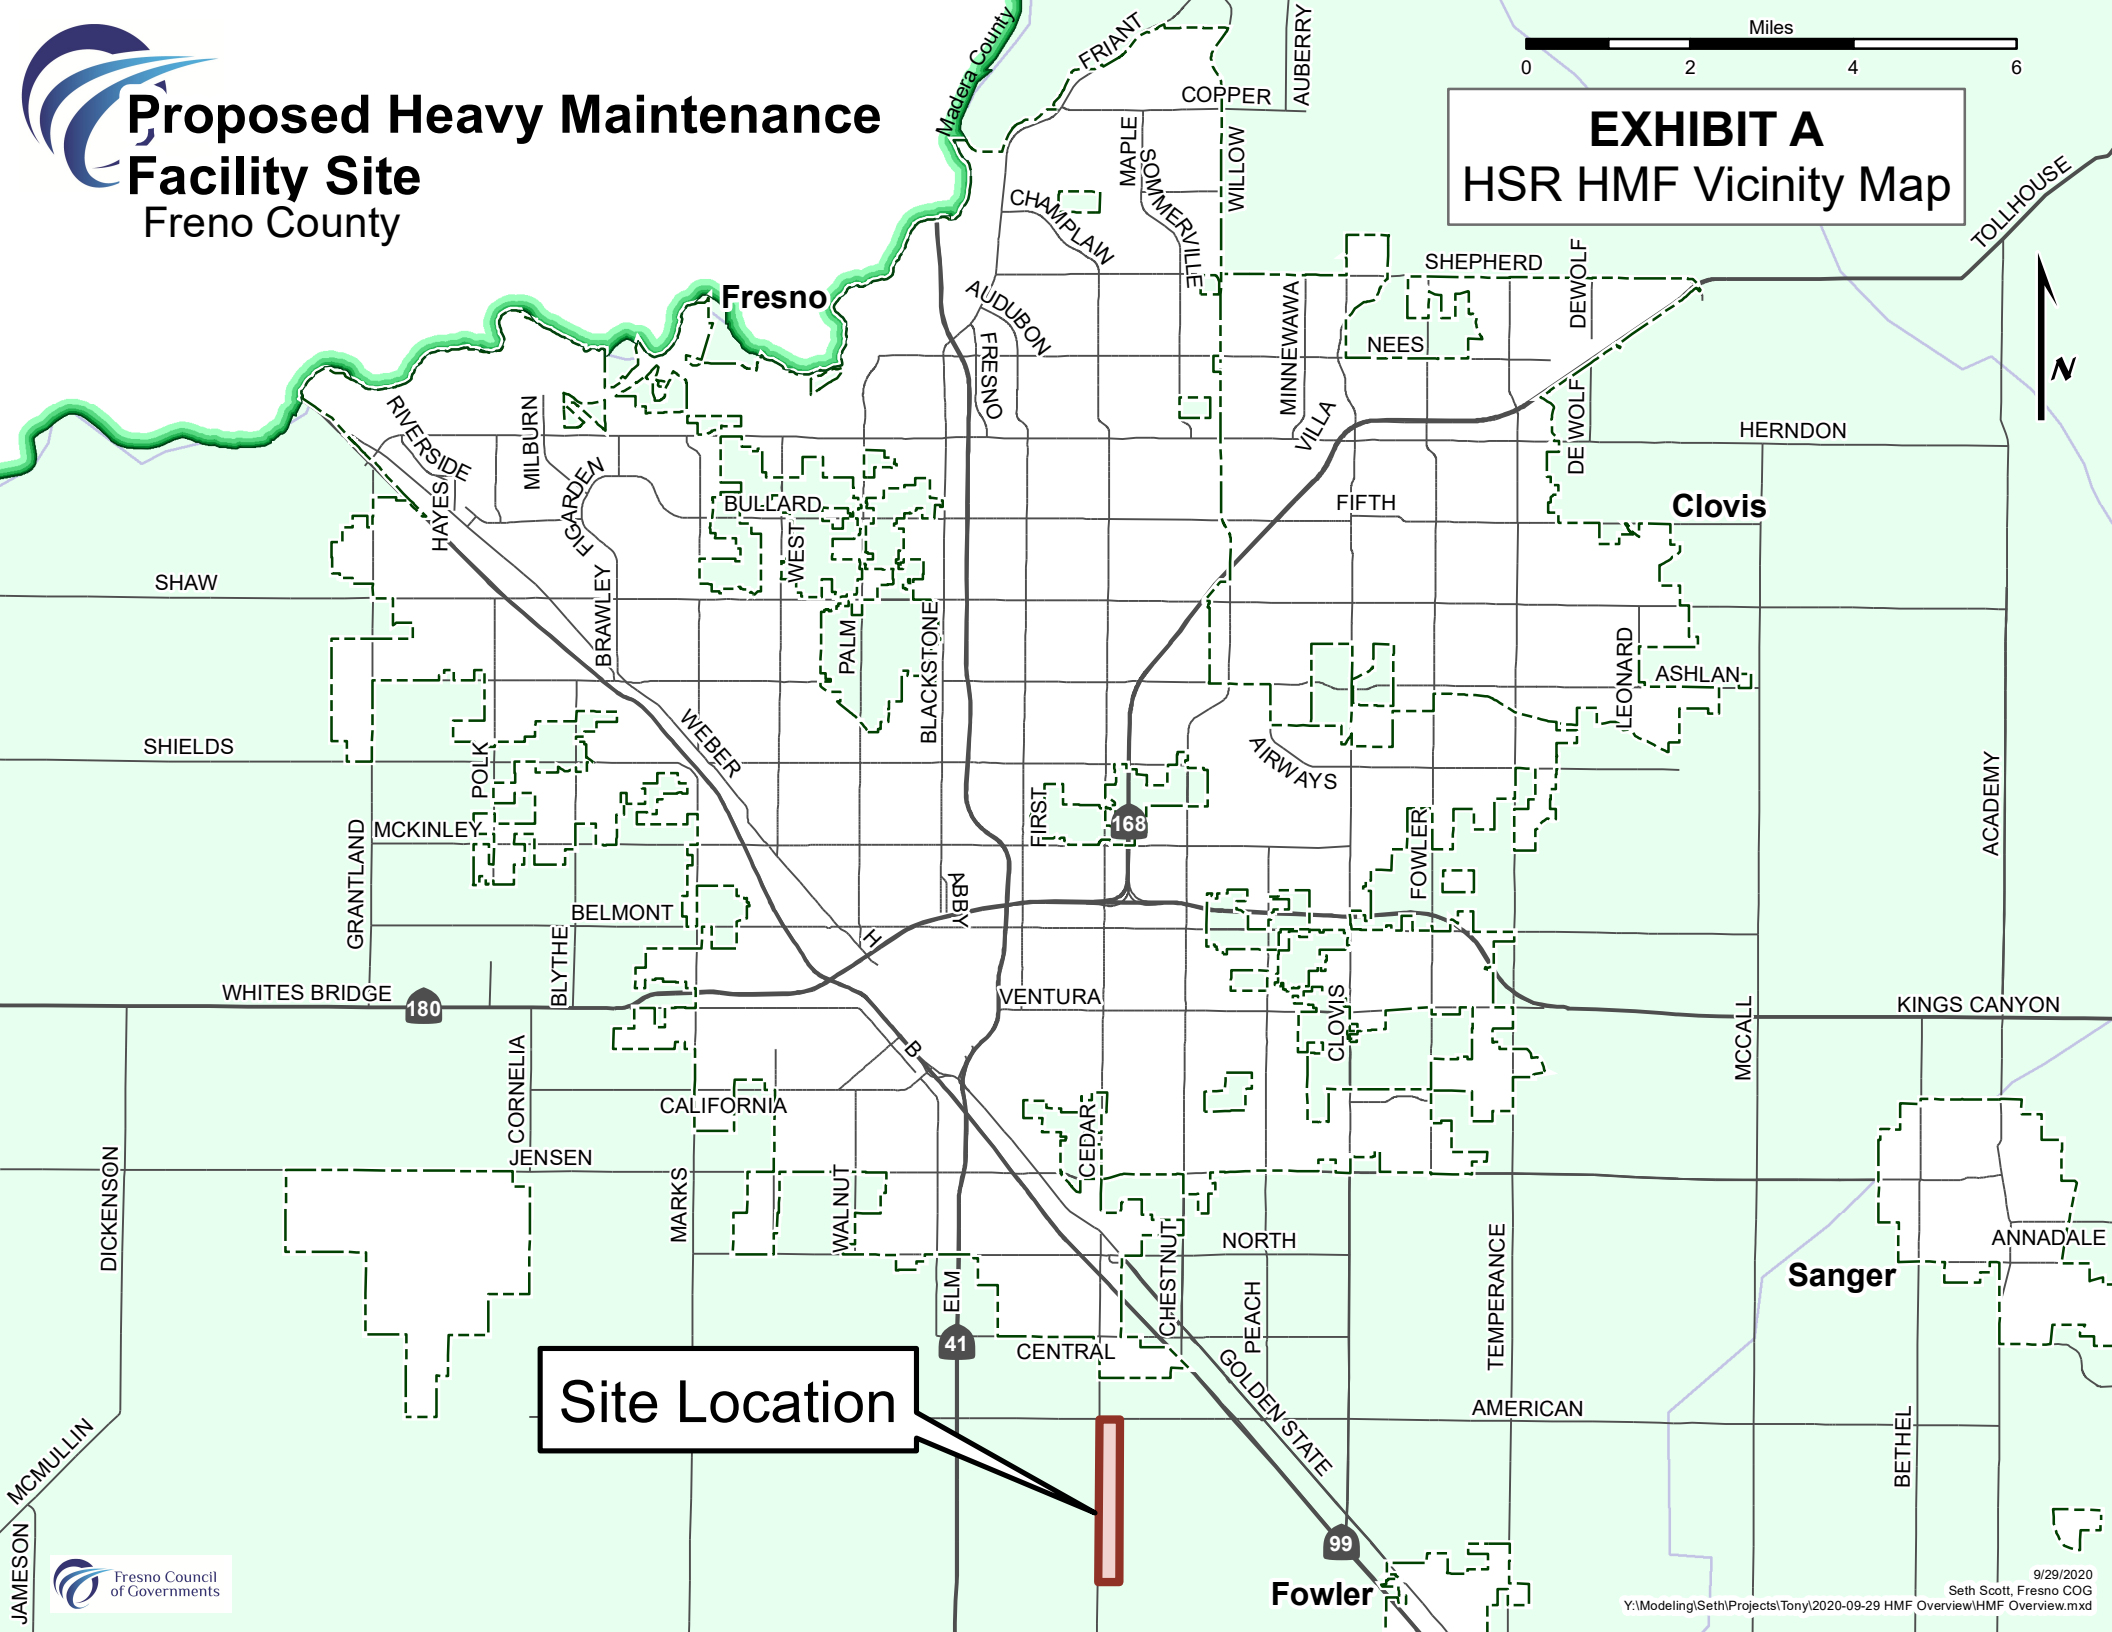 Proposed Heavy Maintenance
Facility Site
Freno County
Miles
0 2 4 6
EXHIBIT A
HSR HMF Vicinity Map
Madera County
FRIANT
AUBERRY
COPPER
MAPLE
SOMMERVILLE
WILLOW
CHAMPLAW
TOLLHOUSE
SHEPHERD
DEWOLF
Fresno
AUDUBON
FRESNO
MINNEWAWA
NEES
N
RIVERSIDE
MILBURN
VILLA
DEWOLF
HERNDON
HAYES
FIGARDEN
BULLARD
WEST
FIFTH
Clovis
SHAW
BRAWLEY
PALM
BLACKSTONE
LEONARD
ASHLAN
SHIELDS
POLK
WEBER
AIRWAYS
ACADEMY
GRANTLAND
MCKINLEY
FIRST
168
FOWLER
BELMONT
BLYTHE
H
ABBY
WHITES BRIDGE
180
VENTURA
CLOVIS
MCCALL
KINGS CANYON
CORNELIA
B
CALIFORNIA
CEDAR
DICKENSON
JENSEN
MARKS
WALNUT
CHESTNUT
NORTH
TEMPERANCE
ANNADALE
Sanger
ELM
PEACH
41
CENTRAL
GOLDEN STATE
Site Location
AMERICAN
BETHEL
MCMULLIN
JAMESON
99
Fowler
Fresno Council
of Governments
9/29/2020
Seth Scott, Fresno COG
Y:\Modeling\Seth\Projects\Tony\2020-09-29 HMF Overview\HMF Overview.mxd